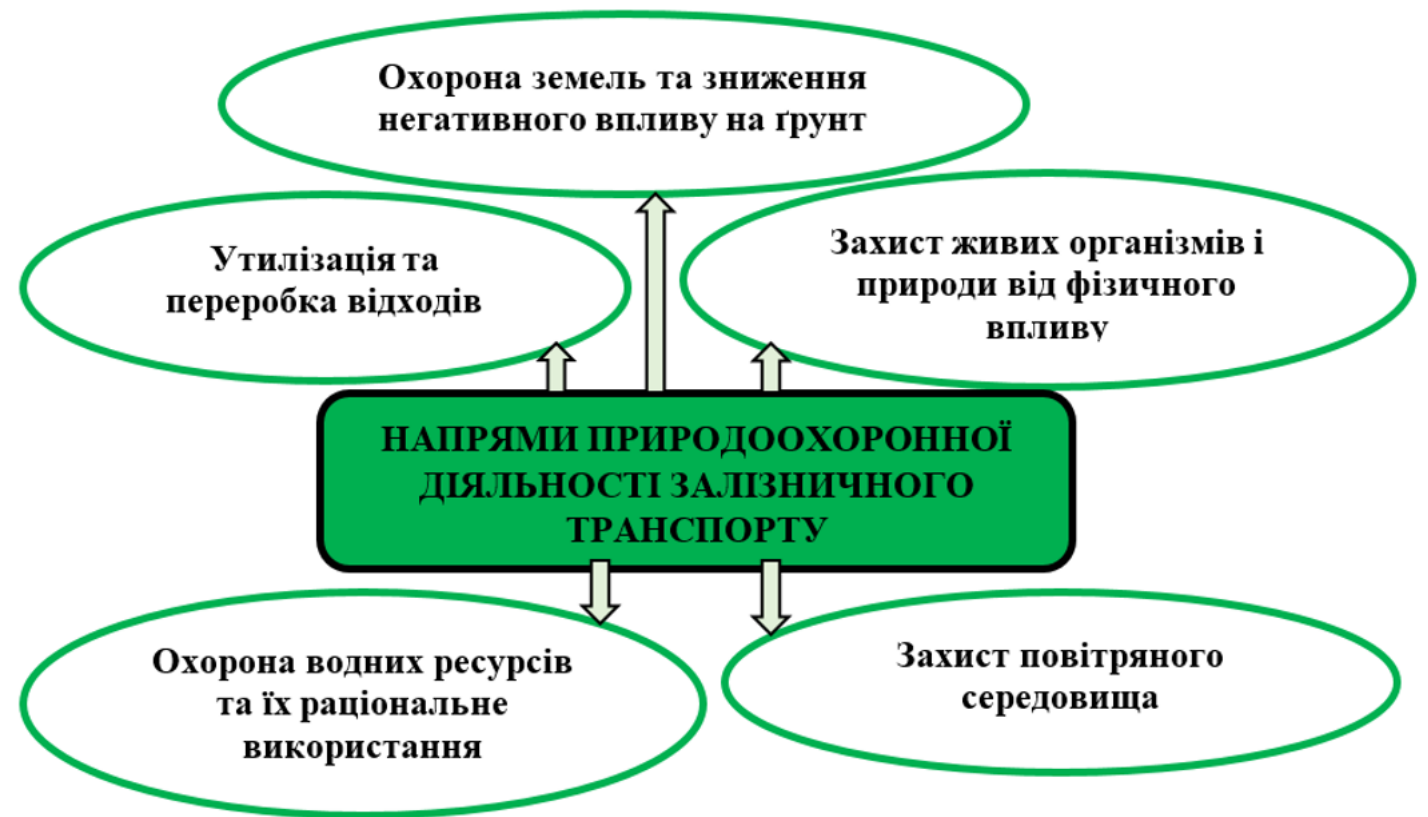 Охорона земель та зниження
негативного впливу на ґрунт
Утилізація та
переробка відходів
Захист живих організмів і
природи від фізичного
впливу
НАПРЯМИ ПРИРОДООХОРОННОЇ
ДІЯЛЬНОСТІ ЗАЛІЗНИЧНОГО
ТРАНСПОРТУ
Охорона водних ресурсів
та їх раціональне
використання
Захист повітряного
середовища